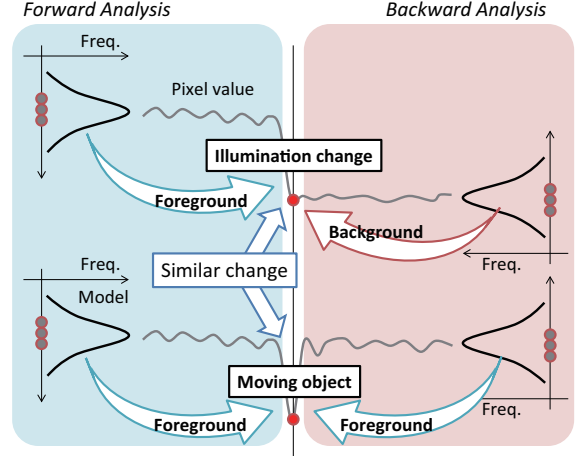 Forward Analysis
Backward Analysis
Freq.
Pixel value
Illumination change
Foreground
Background
Freq.
Similar change
Freq.
Model
Moving object
Foreground
Foreground
Freq.